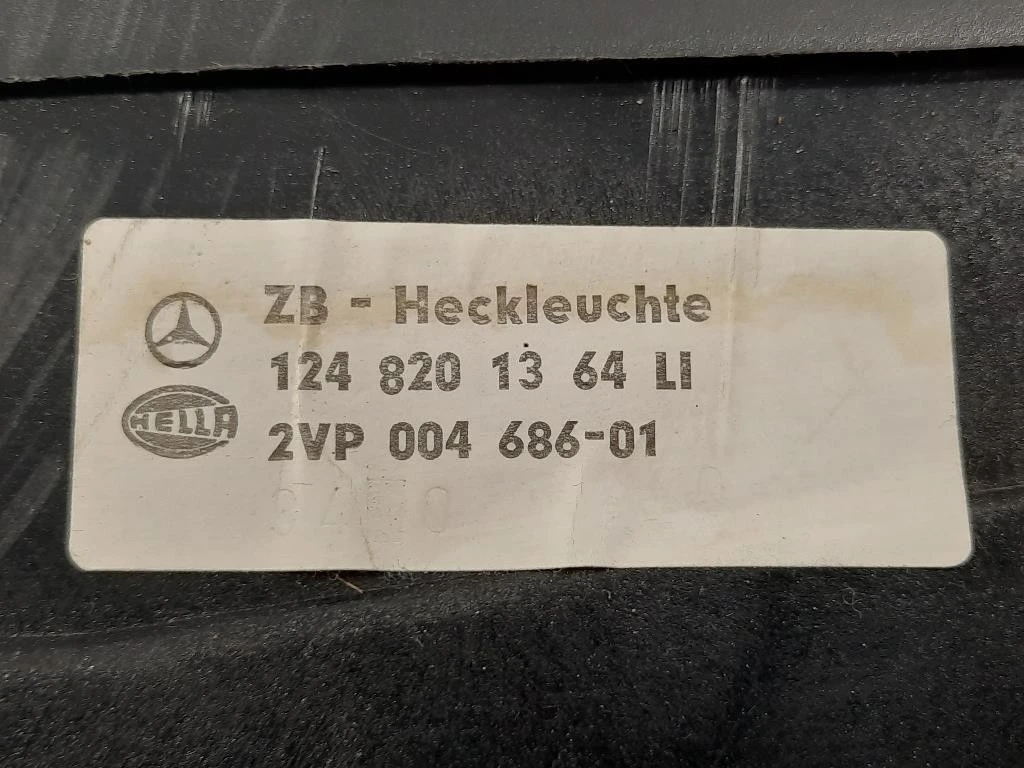 ZB - Heckleuchte
124 820 13 64 LI
HELLA
2VP 004 686-01